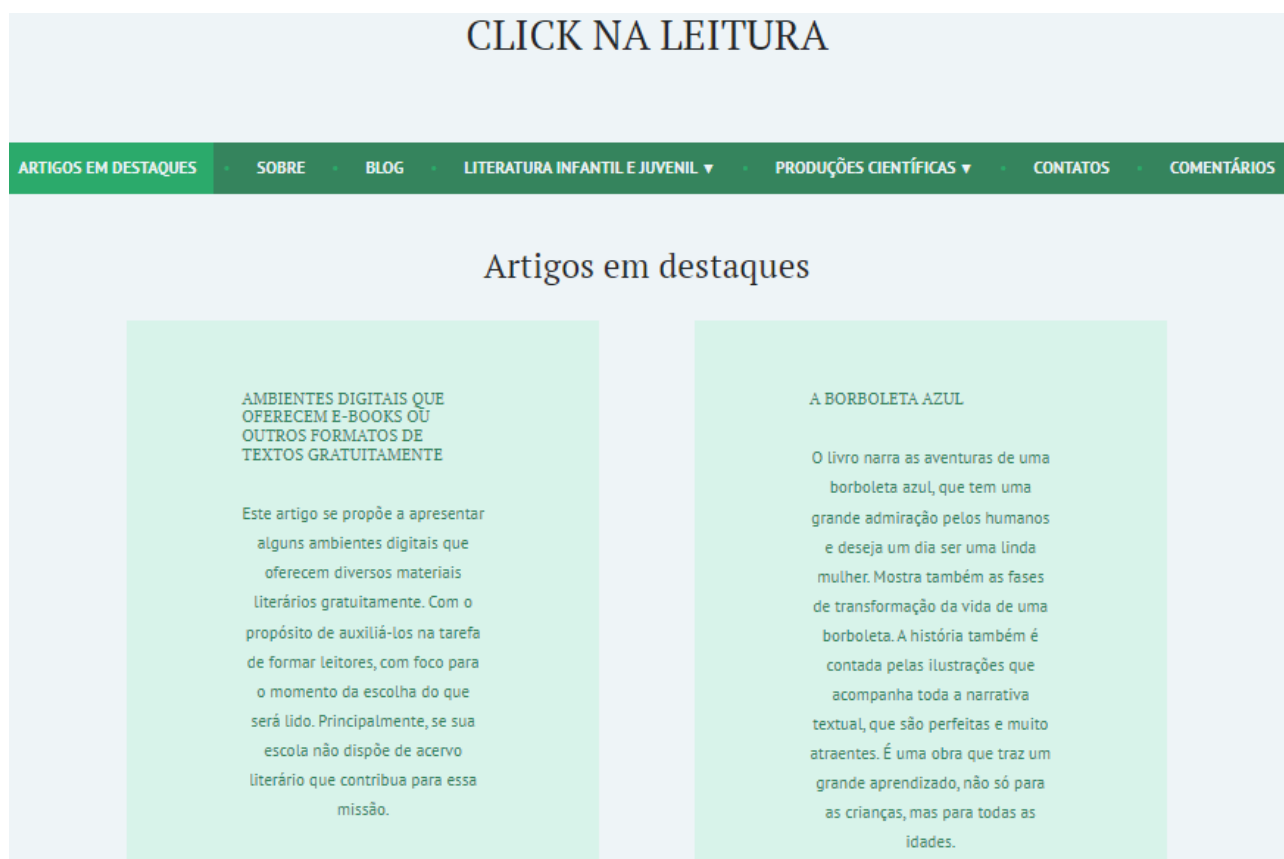 CLICK NA LEITURA
ARTIGOS EM DESTAQUES • SOBRE • BLOG • LITERATURA INFANTIL E JUVENIL ▼ • PRODUÇÕES CIENTÍFICAS ▼ • CONTATOS • COMENTÁRIOS
Artigos em destaques
AMBIENTES DIGITAIS QUE
OFERECEM E-BOOKS OU
OUTROS FORMATOS DE
TEXTOS GRATUITAMENTE
Este artigo se propõe a apresentar
alguns ambientes digitais que
oferecem diversos materiais
literários gratuitamente. Com o
propósito de auxiliá-los na tarefa
de formar leitores, com foco para
o momento da escolha do que
será lido. Principalmente, se sua
escola não dispõe de acervo
literário que contribua para essa
missão.
A BORBOLETA AZUL
O livro narra as aventuras de uma
borboleta azul, que tem uma
grande admiração pelos humanos
e deseja um dia ser uma linda
mulher. Mostra também as fases
de transformação da vida de uma
borboleta. A história também é
contada pelas ilustrações que
acompanha toda a narrativa
textual, que são perfeitas e muito
atraentes. É uma obra que traz um
grande aprendizado, não só para
as crianças, mas para todas as
idades.